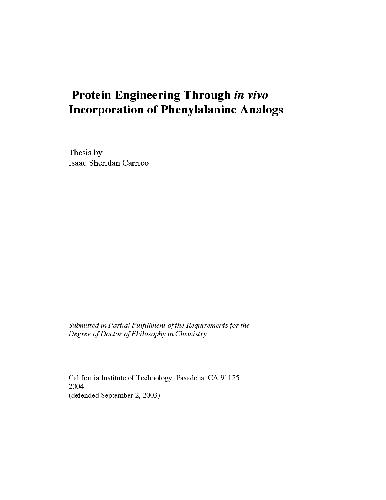 Protein Engineering Through in vivo
Incorporation of Phenylalanine Analogs
Thesis by
Isaac Sheridan Carrico
Submitted in Partial Fulfillment of the Requirements for the
Degree of Doctor of Philosophy in Chemistry
California Institute of Technology, Pasadena, CA 91125
2004
(defended September 2, 2003)